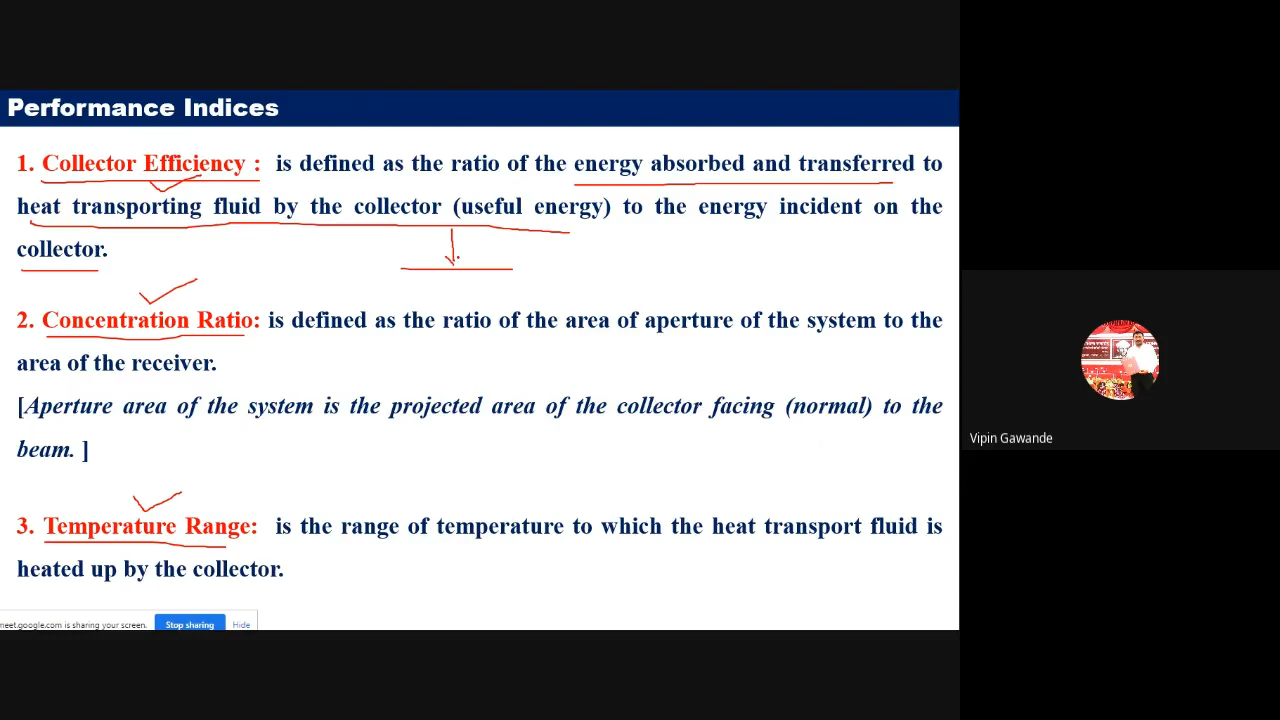 Performance Indices
1. Collector Efficiency : is defined as the ratio of the energy absorbed and transferred to
heat transporting fluid by the collector (useful energy) to the energy incident on the
collector.
2. Concentration Ratio: is defined as the ratio of the area of aperture of the system to the
area of the receiver.
[Aperture area of the system is the projected area of the collector facing (normal) to the
beam. ]
3. Temperature Range: is the range of temperature to which the heat transport fluid is
heated up by the collector.
meet.google.com is sharing your screen. Stop sharing Hide
Vipin Gawande